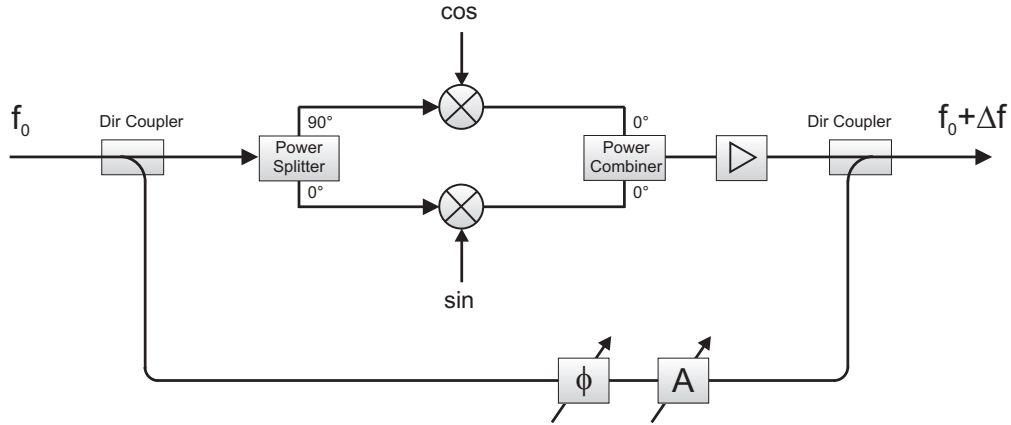 cos
f₀
Dir Coupler
90°
Power
Splitter
0°
0°
Power
Combiner
0°
Dir Coupler
f₀+Δf
sin
ϕ
A